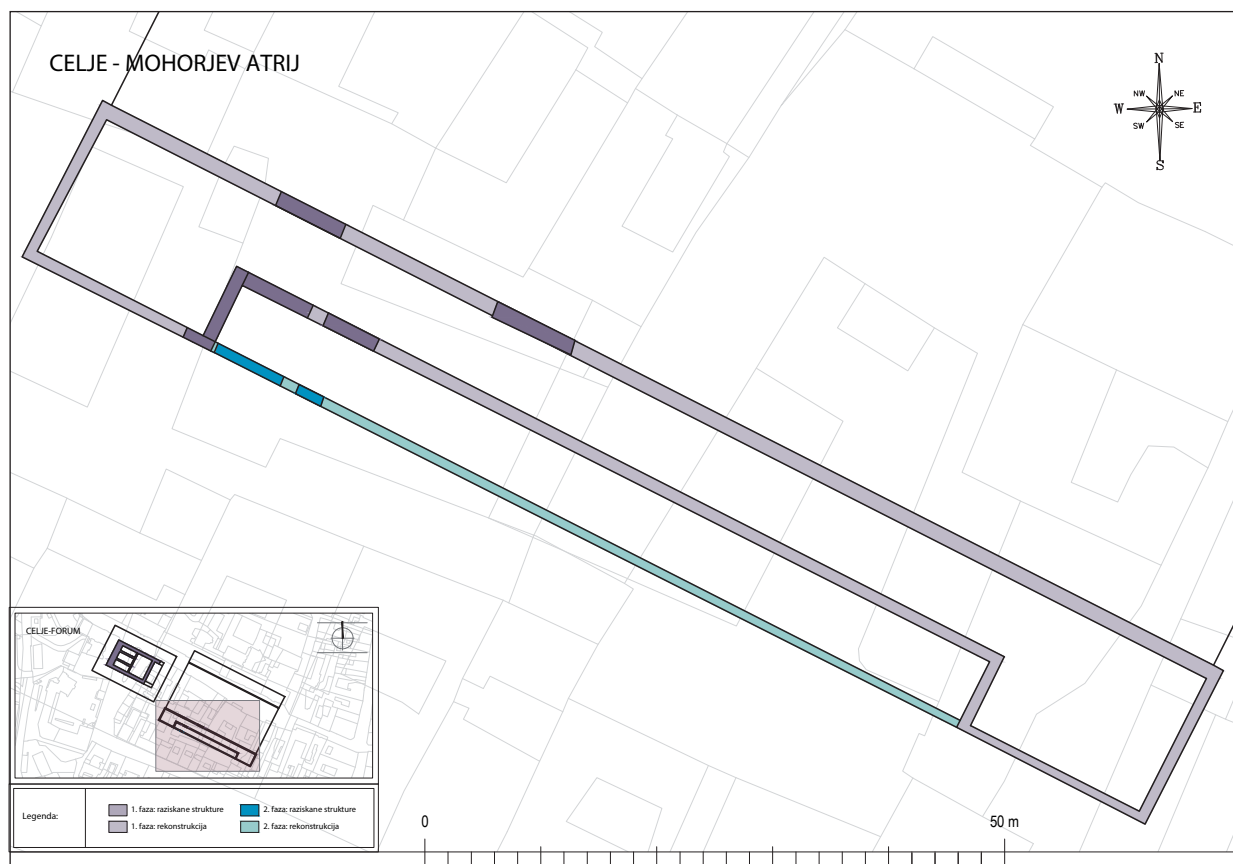 CELJE - MOHORJEV ATRIJ
N
NW NE
W E
SW SE
S
CELJE-FORUM
Legenda:
1. faza: raziskane strukture
2. faza: raziskane strukture
1. faza: rekonstrukcija
2. faza: rekonstrukcija
0 50 m